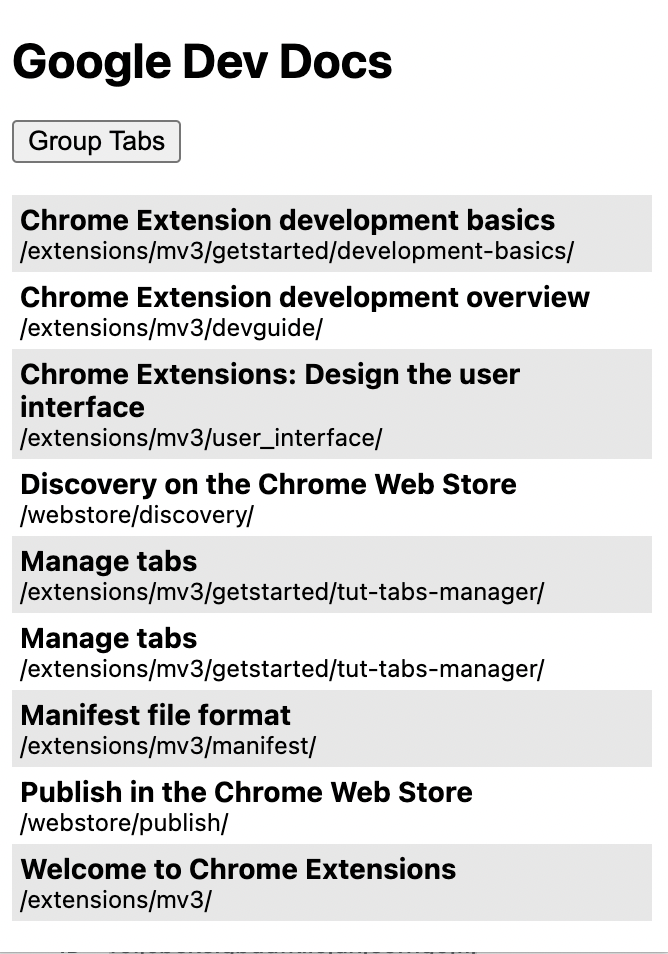 Google Dev Docs
Group Tabs
Chrome Extension development basics
/extensions/mv3/getstarted/development-basics/
Chrome Extension development overview
/extensions/mv3/devguide/
Chrome Extensions: Design the user
interface
/extensions/mv3/user_interface/
Discovery on the Chrome Web Store
/webstore/discovery/
Manage tabs
/extensions/mv3/getstarted/tut-tabs-manager/
Manage tabs
/extensions/mv3/getstarted/tut-tabs-manager/
Manifest file format
/extensions/mv3/manifest/
Publish in the Chrome Web Store
/webstore/publish/
Welcome to Chrome Extensions
/extensions/mv3/